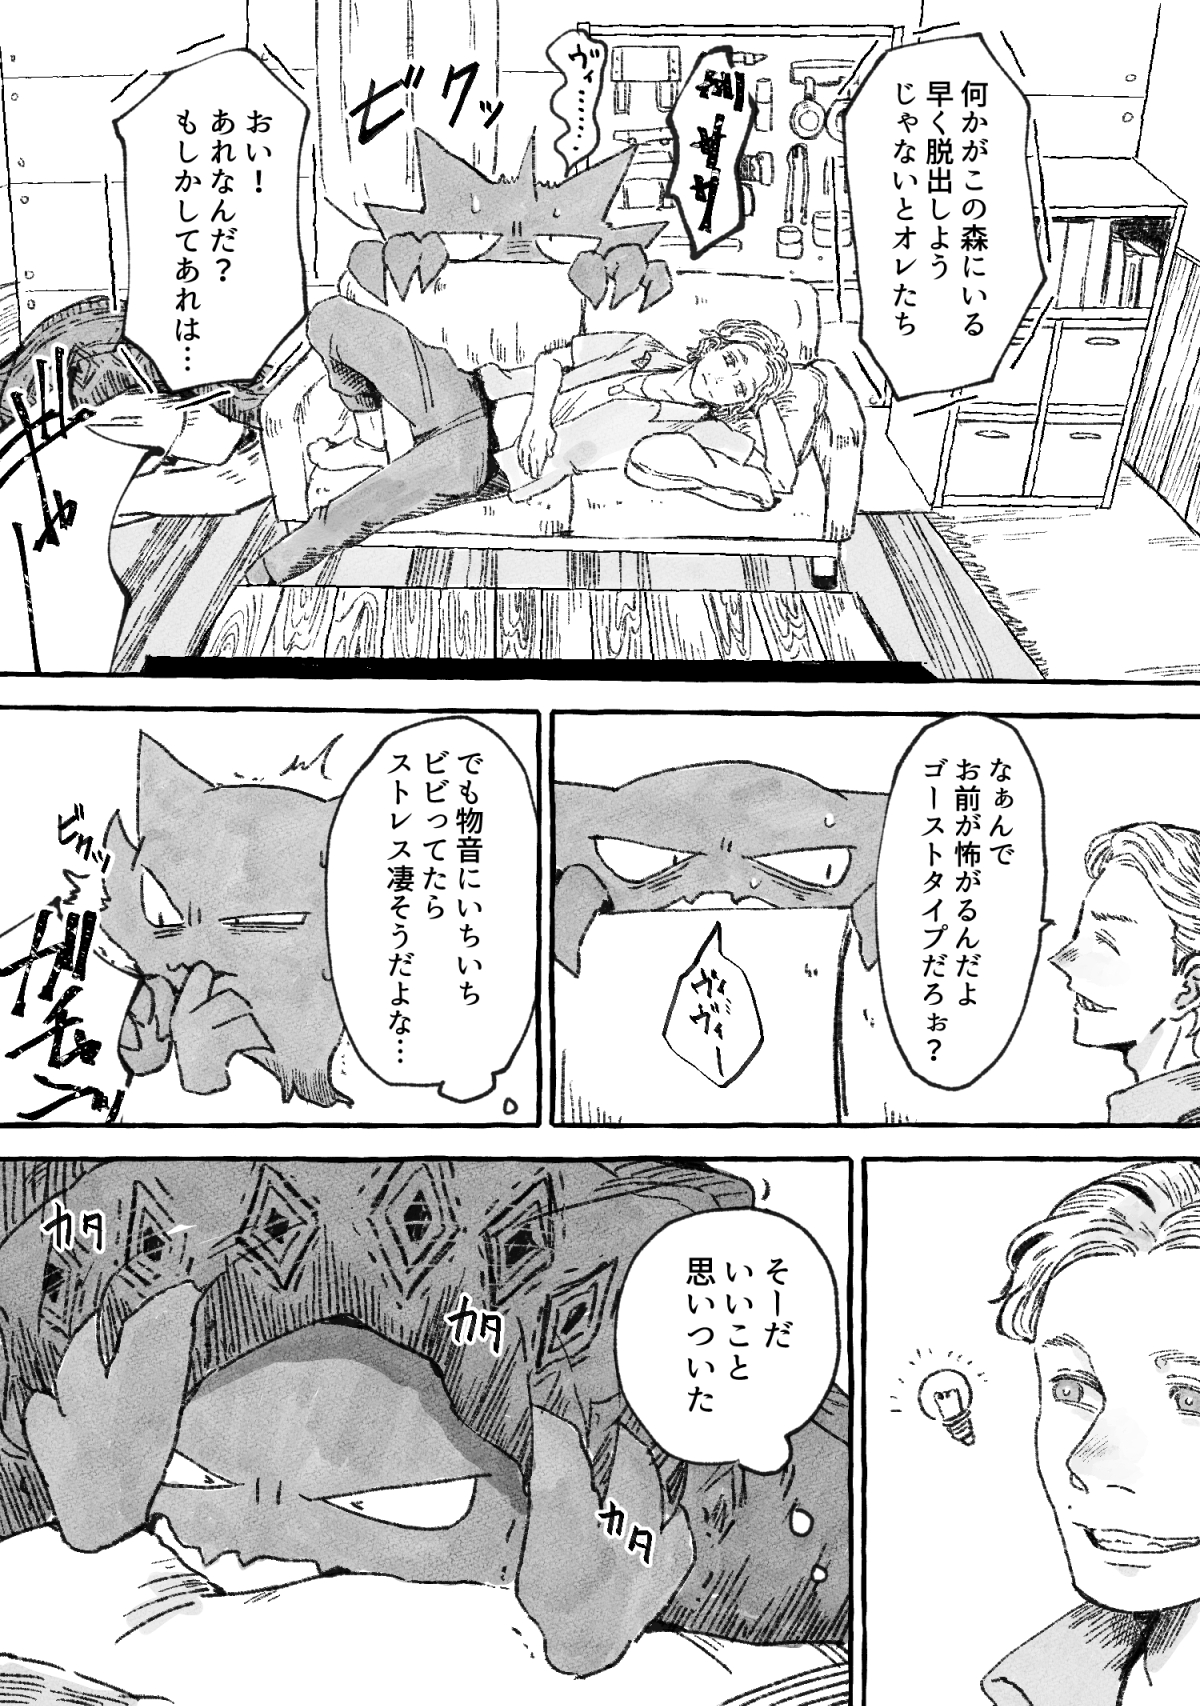 何かがこの森にいる
早く脱出しよう
じゃないとオレたち
ヴィ………
ビクッ
おい！
あれなんだ？
もしかしてあれは…
ギャー
なぁんで
お前が怖がるんだよ
ゴーストタイプだろぉ？
ヴィヴィー
でも物音にいちいち
ビビってたら
ストレス凄そうだよな…
ビクッ
ガチャッ
そーだ
いいこと
思いついた
カタ
カタ
カタ